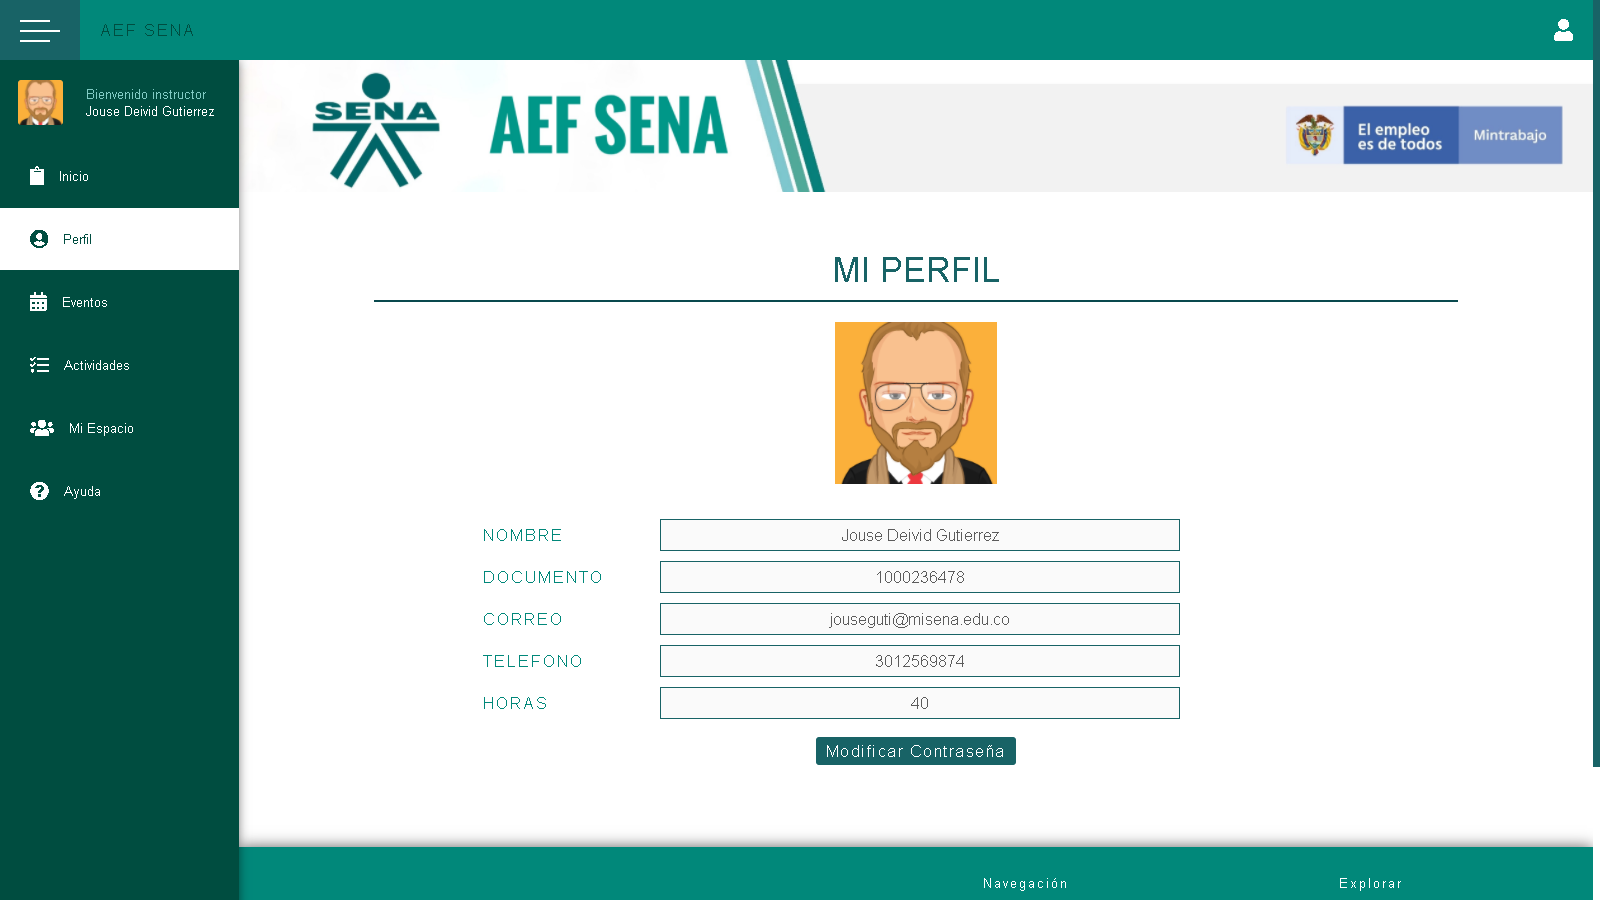 AEF SENA
Bienvenido instructor
Jouse Deivid Gutierrez
Inicio
Perfil
Eventos
Actividades
Mi Espacio
Ayuda
SENA
AEF SENA
El empleo
es de todos
Mintrabajo
MI PERFIL
NOMBRE Jouse Deivid Gutierrez
DOCUMENTO 1000236478
CORREO jouseguti@misena.edu.co
TELEFONO 3012569874
HORAS 40
Modificar Contraseña
Navegación Explorar